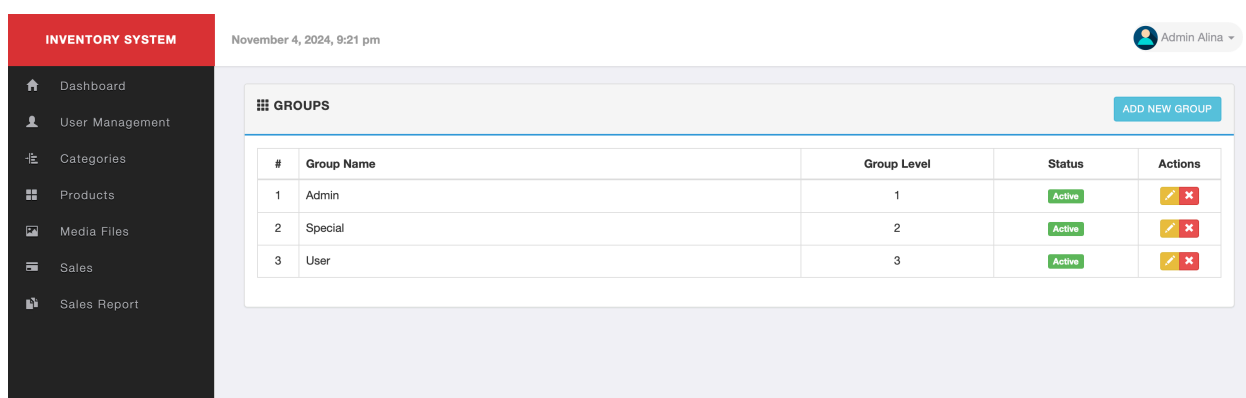 INVENTORY SYSTEM
November 4, 2024, 9:21 pm
Admin Alina
Dashboard
User Management
Categories
Products
Media Files
Sales
Sales Report
GROUPS
ADD NEW GROUP
# Group Name Group Level Status Actions
1 Admin 1 Active
2 Special 2 Active
3 User 3 Active